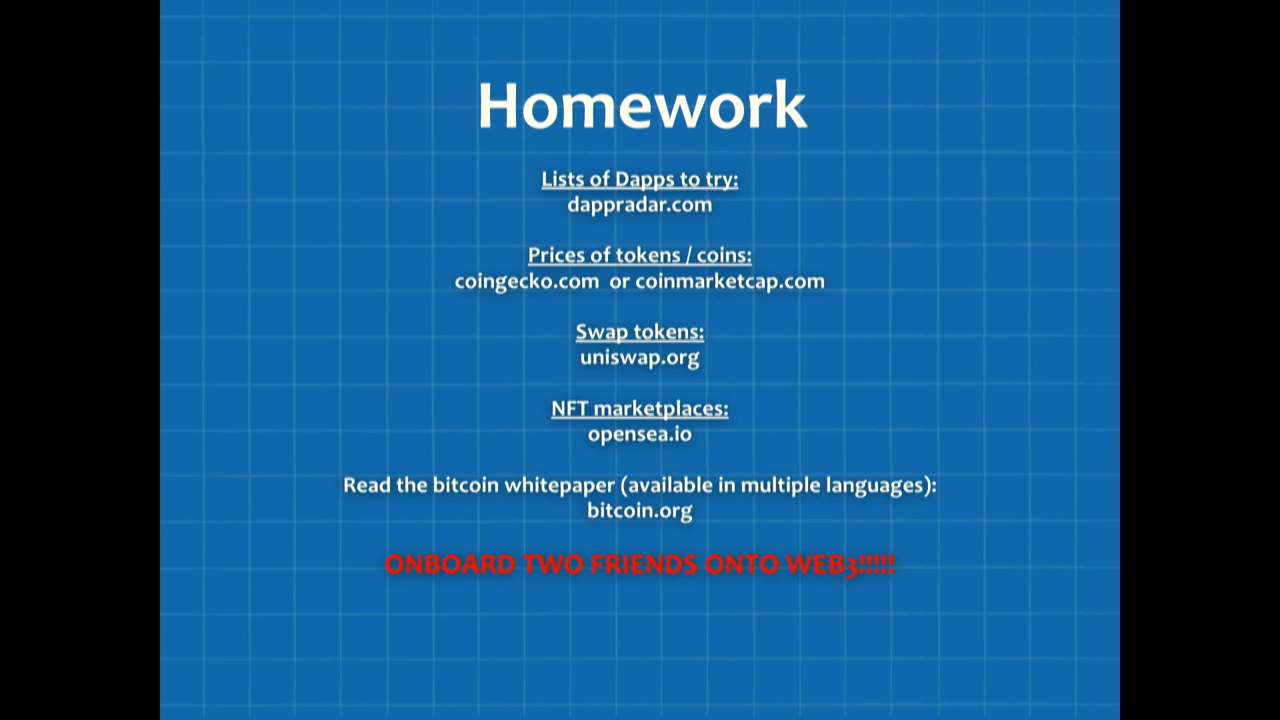 Homework
Lists of Dapps to try:
dappradar.com
Prices of tokens / coins:
coingecko.com  or coinmarketcap.com
Swap tokens:
uniswap.org
NFT marketplaces:
opensea.io
Read the bitcoin whitepaper (available in multiple languages):
bitcoin.org
ONBOARD TWO FRIENDS ONTO WEB3!!!!!